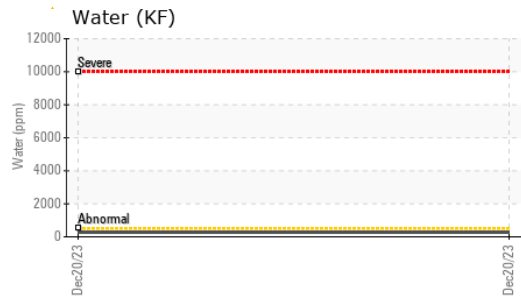 Water (KF)
12000
10000
8000
6000
4000
2000
0
Water (ppm)
Severe
Abnormal
Dec20/23
Dec20/23